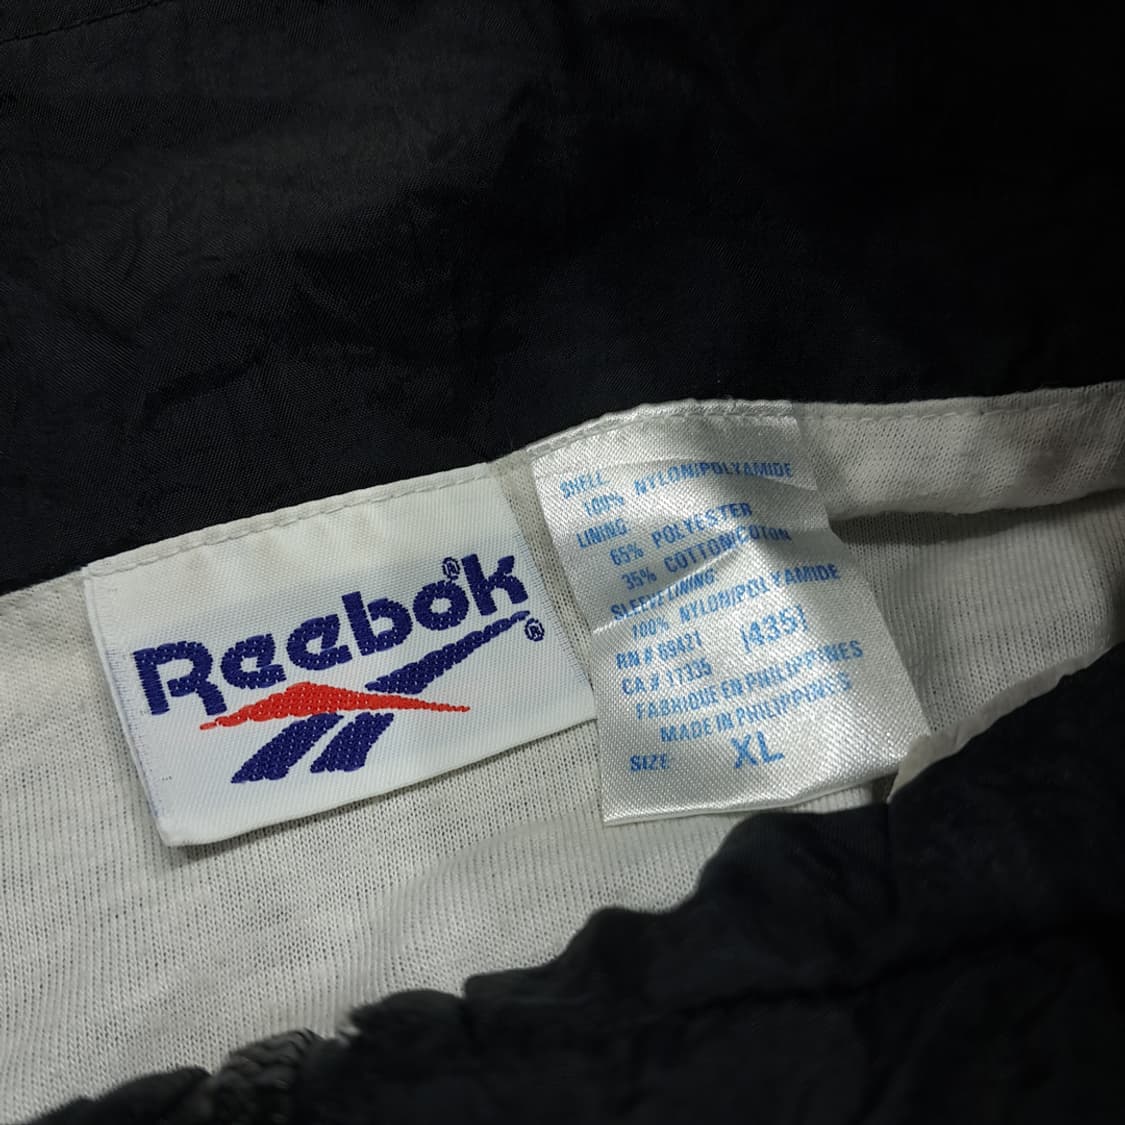 Reebok®
®
SHELL
100% NYLON/POLYAMIDE
LINING
65% POLYESTER
35% COTTON/COTON
SLEEVE LINING
100% NYLON/POLYAMIDE
RN# 69421 |435|
CA# 17335
FABRIQUE EN PHILIPPINES
MADE IN PHILIPPINES
SIZE XL